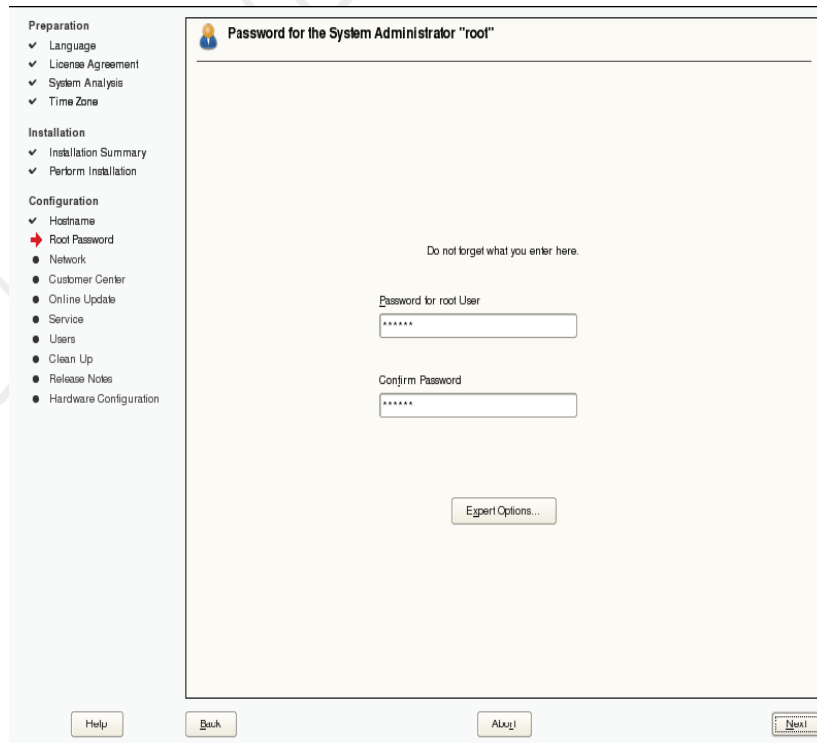 Preparation
Language
License Agreement
System Analysis
Time Zone
Installation
Installation Summary
Perform Installation
Configuration
Hostname
Root Password
Network
Customer Center
Online Update
Service
Users
Clean Up
Release Notes
Hardware Configuration
Password for the System Administrator "root"
Do not forget what you enter here.
Password for root User
******
Confirm Password
******
Expert Options...
Help
Back
Abort
Next